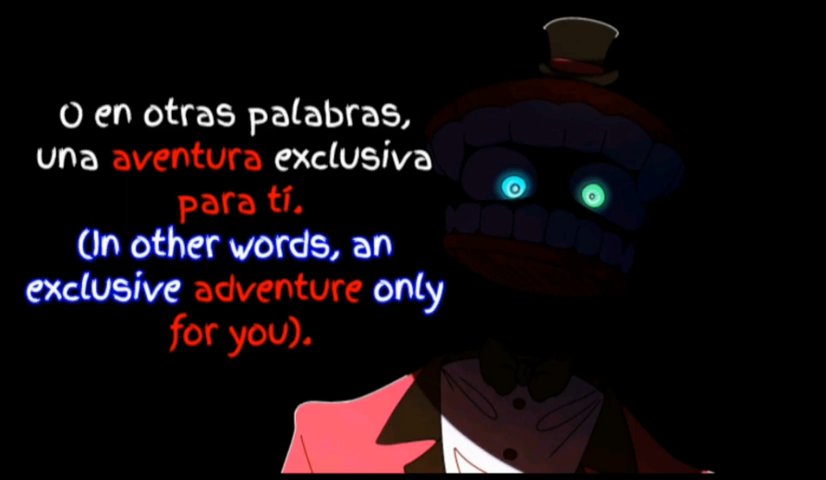 O en otras palabras,
una aventura exclusiva
para tí.
(In other words, an
exclusive adventure only
for you).